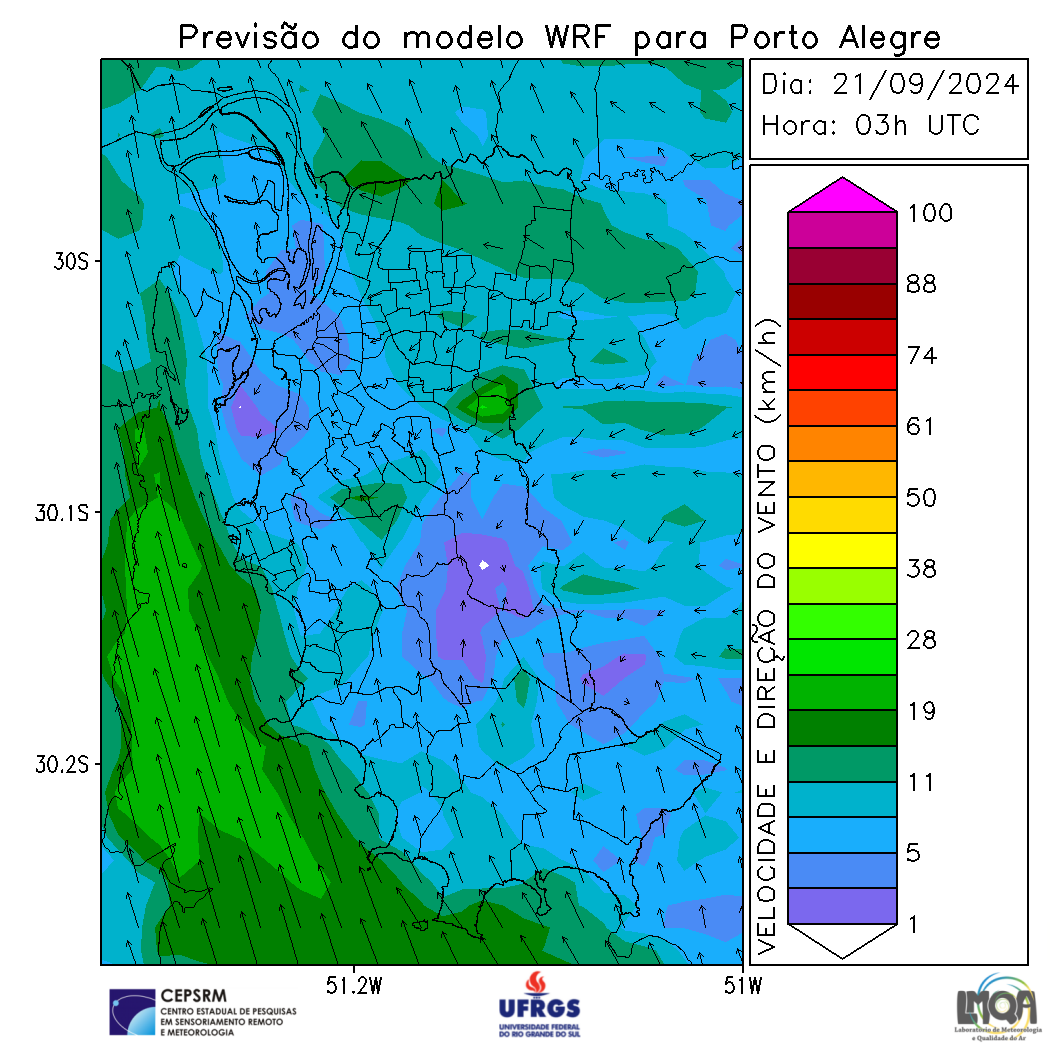 Previsão do modelo WRF para Porto Alegre
Dia: 21/09/2024
Hora: 03h UTC
30S
30.1S
30.2S
51.2W
51W
VELOCIDADE E DIREÇÃO DO VENTO (km/h)
100
88
74
61
50
38
28
19
11
5
1
CEPSRM
CENTRO ESTADUAL DE PESQUISAS
EM SENSORIAMENTO REMOTO
E METEOROLOGIA
UFRGS
UNIVERSIDADE FEDERAL
DO RIO GRANDE DO SUL
LMQA
Laboratório de Meteorologia
e Qualidade do Ar